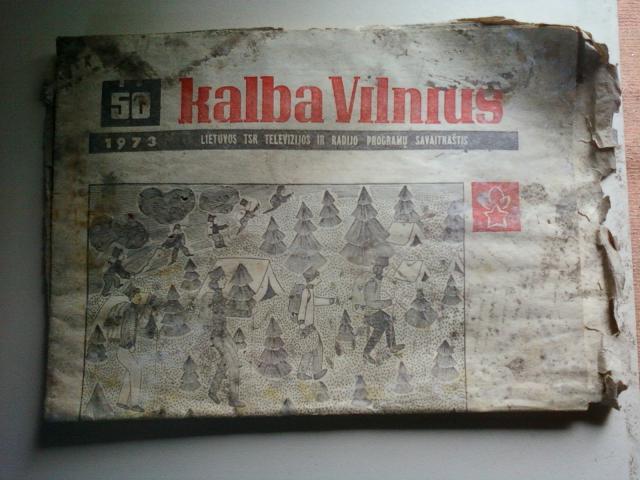 50 kalba Vilnius
1973 LIETUVOS TSR TELEVIZIJOS IR RADIJO PROGRAMŲ SAVAITRAŠTIS